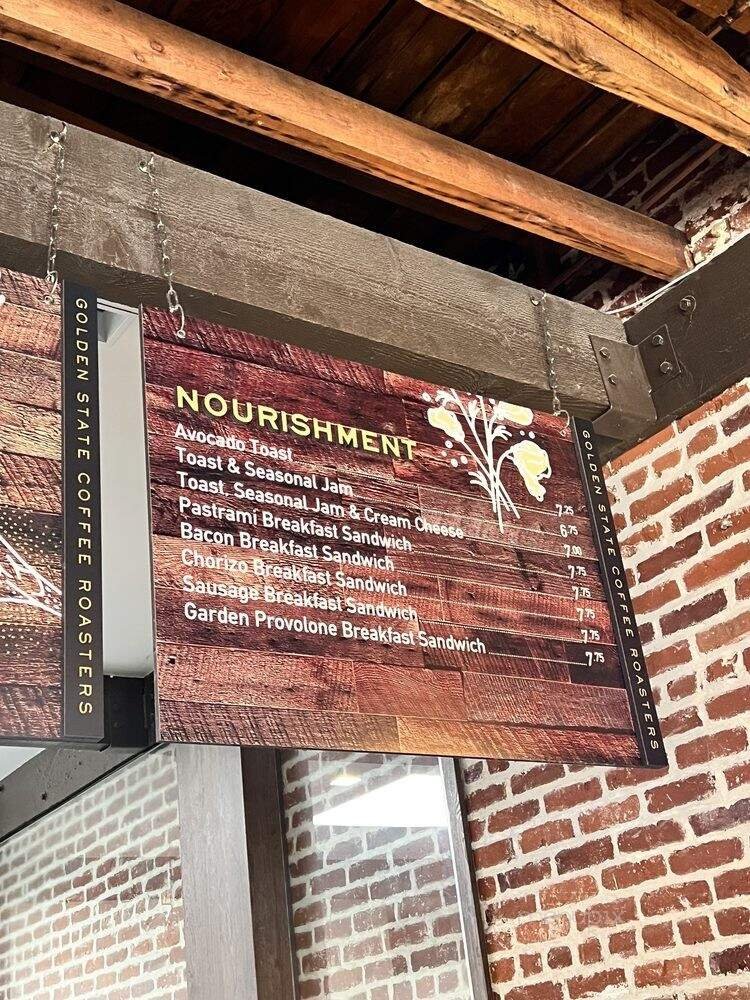 GOLDEN STATE COFFEE ROASTERS
NOURISHMENT
Avocado Toast 7.25
Toast & Seasonal Jam 6.75
Toast, Seasonal Jam & Cream Cheese 7.00
Pastrami Breakfast Sandwich 7.75
Bacon Breakfast Sandwich 7.75
Chorizo Breakfast Sandwich 7.75
Sausage Breakfast Sandwich 7.75
Garden Provolone Breakfast Sandwich 7.75
GOLDEN STATE COFFEE ROASTERS